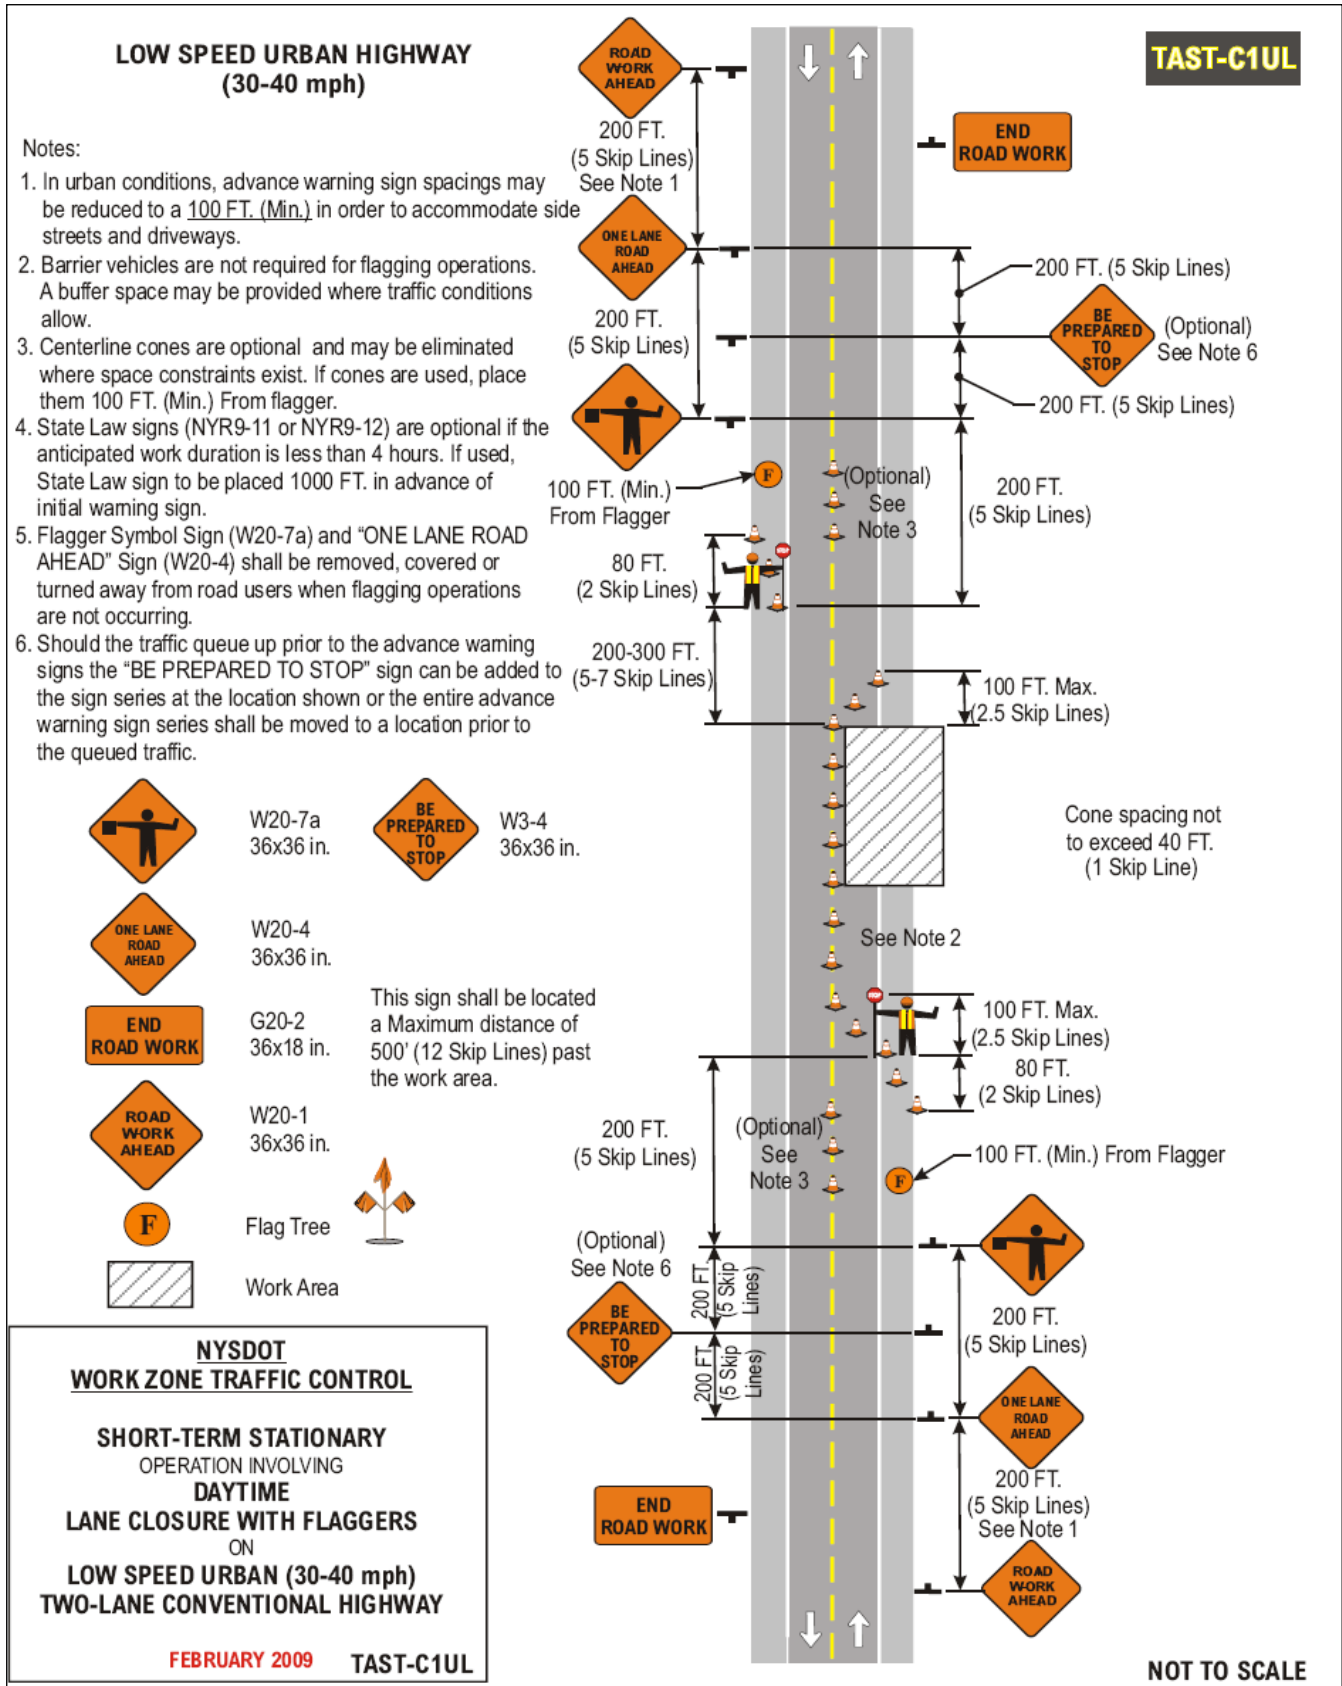 LOW SPEED URBAN HIGHWAY
(30-40 mph)
TAST-C1UL
Notes:
1. In urban conditions, advance warning sign spacings may
be reduced to a 100 FT. (Min.) in order to accommodate side
streets and driveways.
2. Barrier vehicles are not required for flagging operations.
A buffer space may be provided where traffic conditions
allow.
3. Centerline cones are optional and may be eliminated
where space constraints exist. If cones are used, place
them 100 FT. (Min.) From flagger.
4. State Law signs (NYR9-11 or NYR9-12) are optional if the
anticipated work duration is less than 4 hours. If used,
State Law sign to be placed 1000 FT. in advance of
initial warning sign.
5. Flagger Symbol Sign (W20-7a) and “ONE LANE ROAD
AHEAD” Sign (W20-4) shall be removed, covered or
turned away from road users when flagging operations
are not occurring.
6. Should the traffic queue up prior to the advance warning
signs the “BE PREPARED TO STOP” sign can be added to
the sign series at the location shown or the entire advance
warning sign series shall be moved to a location prior to
the queued traffic.
W20-7a
36x36 in.
BE
PREPARED
TO
STOP
W3-4
36x36 in.
ONE LANE
ROAD
AHEAD
W20-4
36x36 in.
END
ROAD WORK
G20-2
36x18 in.
This sign shall be located
a Maximum distance of
500' (12 Skip Lines) past
the work area.
ROAD
WORK
AHEAD
W20-1
36x36 in.
F
Flag Tree
Work Area
NYSDOT
WORK ZONE TRAFFIC CONTROL
SHORT-TERM STATIONARY
OPERATION INVOLVING
DAYTIME
LANE CLOSURE WITH FLAGGERS
ON
LOW SPEED URBAN (30-40 mph)
TWO-LANE CONVENTIONAL HIGHWAY
FEBRUARY 2009
TAST-C1UL
ROAD
WORK
AHEAD
200 FT.
(5 Skip Lines)
See Note 1
END
ROAD WORK
ONE LANE
ROAD
AHEAD
200 FT.
(5 Skip Lines)
200 FT. (5 Skip Lines)
BE
PREPARED
TO
STOP
(Optional)
See Note 6
200 FT. (5 Skip Lines)
F
100 FT. (Min.)
From Flagger
(Optional)
See
Note 3
200 FT.
(5 Skip Lines)
STOP
80 FT.
(2 Skip Lines)
200-300 FT.
(5-7 Skip Lines)
100 FT. Max.
(2.5 Skip Lines)
Cone spacing not
to exceed 40 FT.
(1 Skip Line)
See Note 2
STOP
100 FT. Max.
(2.5 Skip Lines)
80 FT.
(2 Skip Lines)
200 FT.
(5 Skip Lines)
(Optional)
See
Note 3
F
100 FT. (Min.) From Flagger
(Optional)
See Note 6
200 FT.
(5 Skip
Lines)
BE
PREPARED
TO
STOP
200 FT.
(5 Skip
Lines)
200 FT.
(5 Skip Lines)
ONE LANE
ROAD
AHEAD
200 FT.
(5 Skip Lines)
See Note 1
END
ROAD WORK
ROAD
WORK
AHEAD
NOT TO SCALE